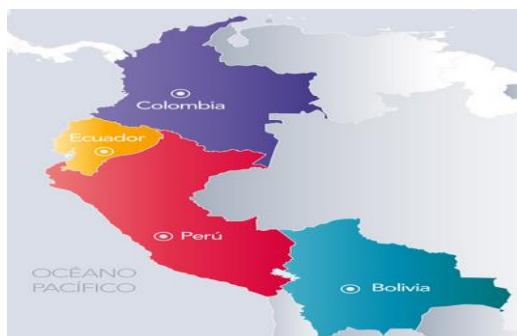 Colombia
Ecuador
Perú
OCÉANO
PACÍFICO
Bolivia